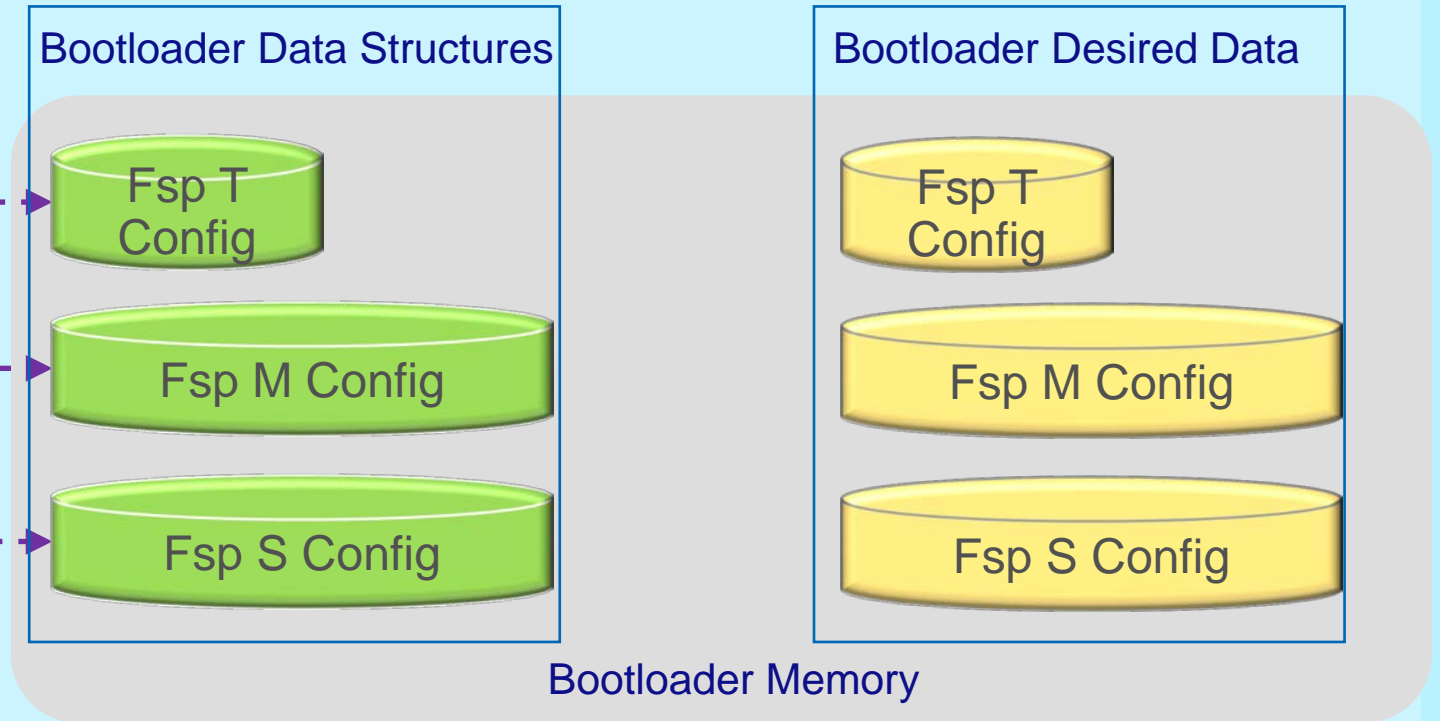 Bootloader Data Structures
Fsp T
Config
Fsp M Config
Fsp S Config
Bootloader Desired Data
Fsp T
Config
Fsp M Config
Fsp S Config
Bootloader Memory